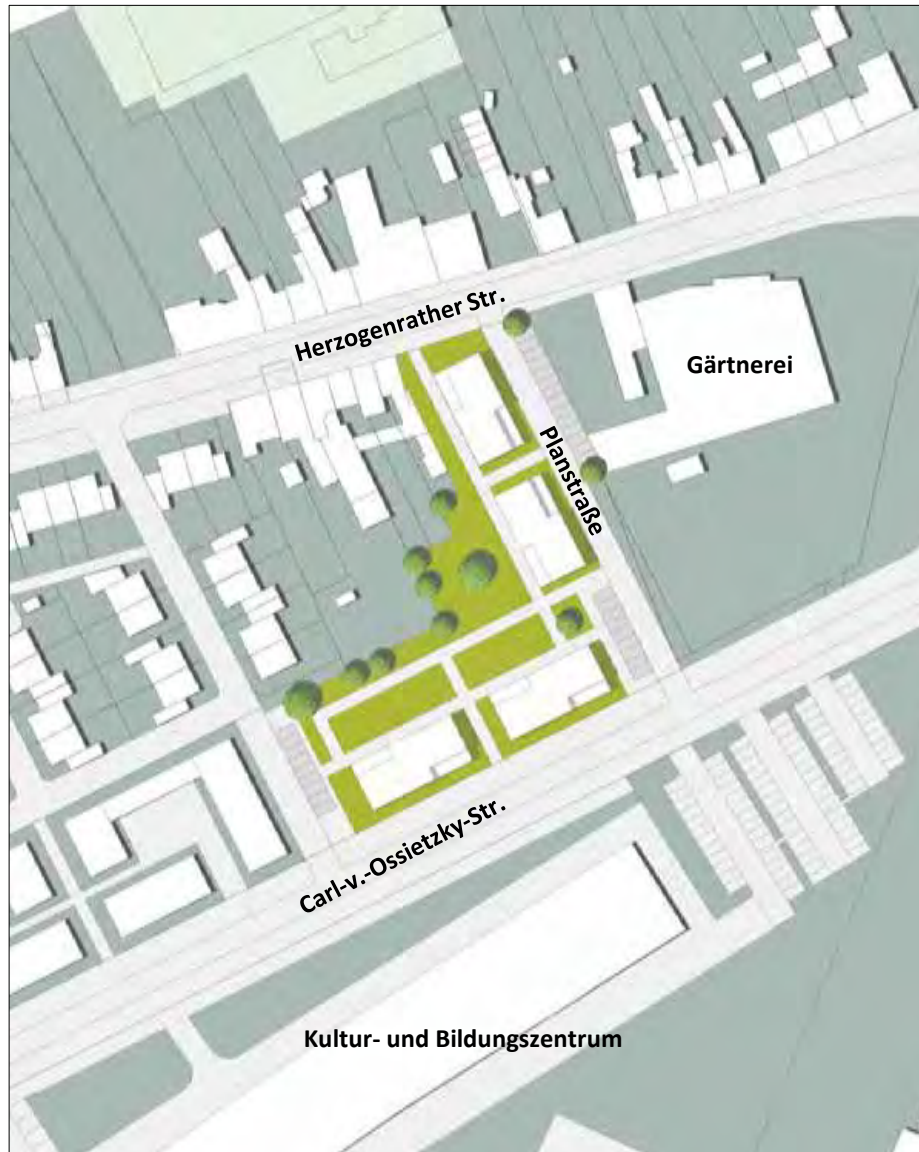 Herzogenrather Str.
Gärtnerei
Planstraße
Carl-v.-Ossietzky-Str.
Kultur- und Bildungszentrum